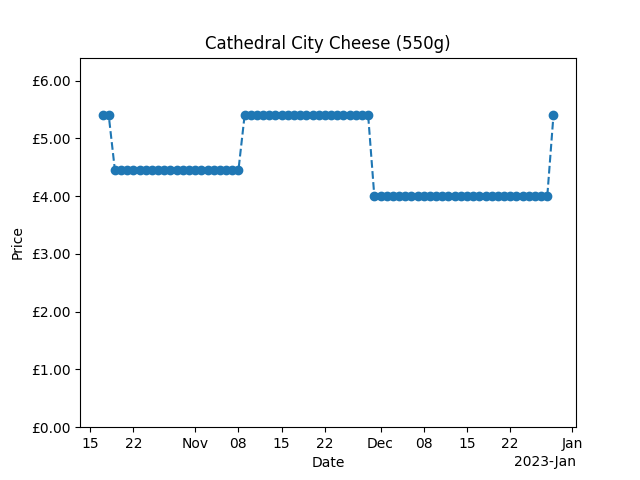 Cathedral City Cheese (550g)
£6.00
£5.00
£4.00
£3.00
£2.00
£1.00
£0.00
Price
15 22 Nov 08 15 22 Dec 08 15 22 Jan
Date
2023-Jan